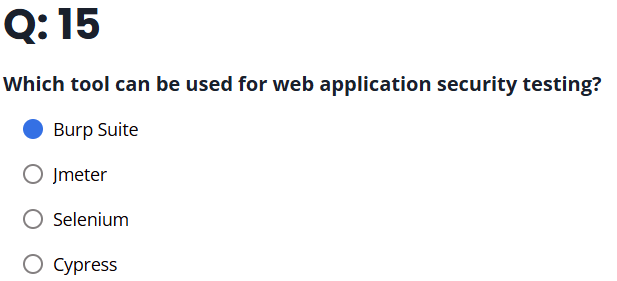 Q: 15
Which tool can be used for web application security testing?
Burp Suite
Jmeter
Selenium
Cypress